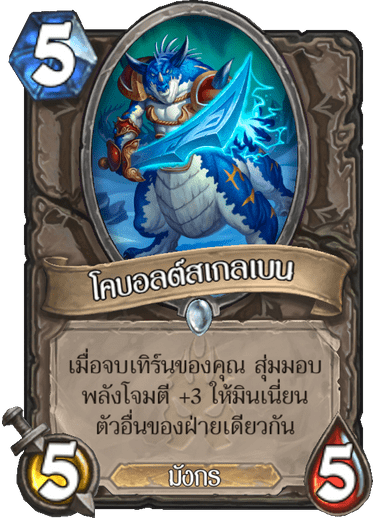 5
โคบอลต์สเกลเบน
เมื่อจบเทิร์นของคุณ สุ่มมอบ
พลังโจมตี +3 ให้มินเนี่ยน
ตัวอื่นของฝ่ายเดียวกัน
5
มังกร
5